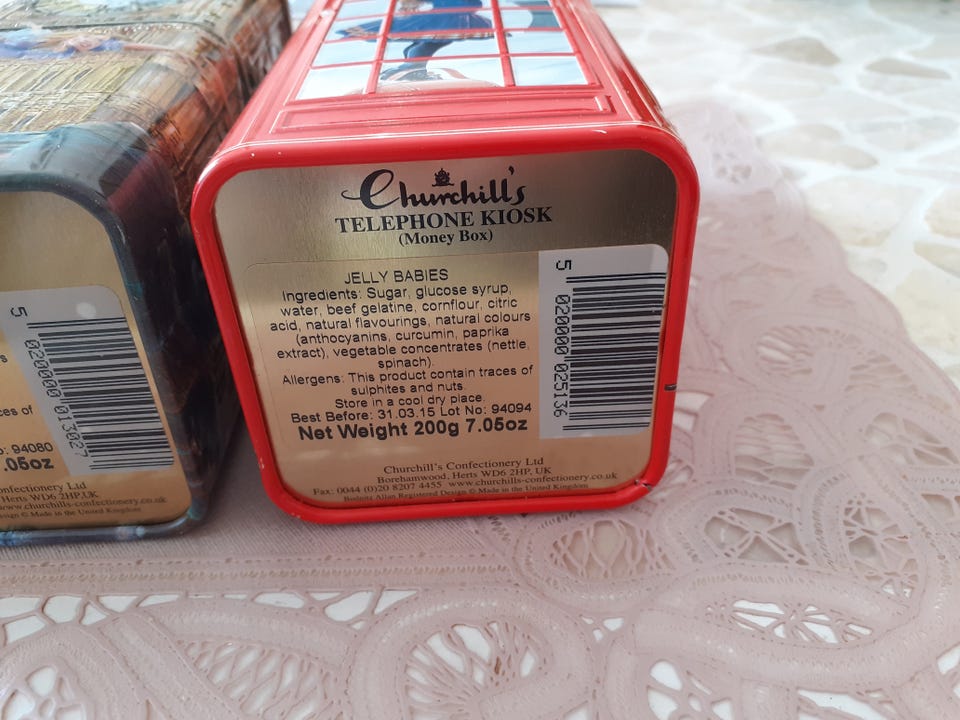 Churchill's
TELEPHONE KIOSK
(Money Box)
JELLY BABIES
Ingredients: Sugar, glucose syrup,
water, beef gelatine, cornflour, citric
acid, natural flavourings, natural colours
(anthocyanins, curcumin, paprika
extract), vegetable concentrates (nettle,
spinach).
Allergens: This product contain traces of
sulphites and nuts.
Store in a cool dry place.
Best Before: 31.03.15 Lot No: 94094
Net Weight 200g 7.05oz
5 020000 025136
Churchill's Confectionery Ltd
Borehamwood, Herts WD6 2HP, UK
Fax: 0044 (0)20 8207 4455 www.churchills-confectionery.co.uk
Registered Design © Made in the United Kingdom
5 020000 013027
ces of
o: 94080
.05oz
onfectionery Ltd
Herts WD6 2HP, UK
www.churchills-confectionery.co.uk
sign © Made in the United Kingdom